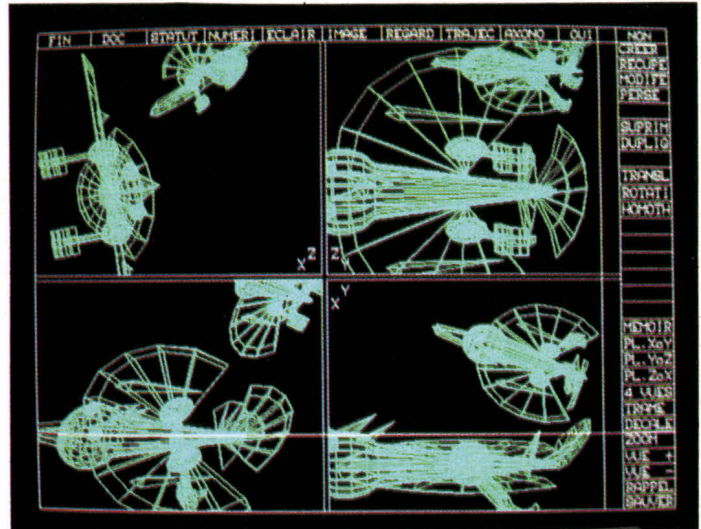 FIN DOC STATUT NUMERI ECLAIR IMAGE REGARD TRAJEC AXONO OUI NON
CREER
RECUPE
MODIFE
PERSE
SUPRIM
DUPLIQ
TRANSL
ROTATI
HOMOTH
X Z
Z Y
X Y
MEMOIR
PL.XoY
PL.YoZ
PL.ZoX
4 VUES
TRAME
DECALE
ZOOM
VUE +
VUE -
RAPPEL
SAUVER